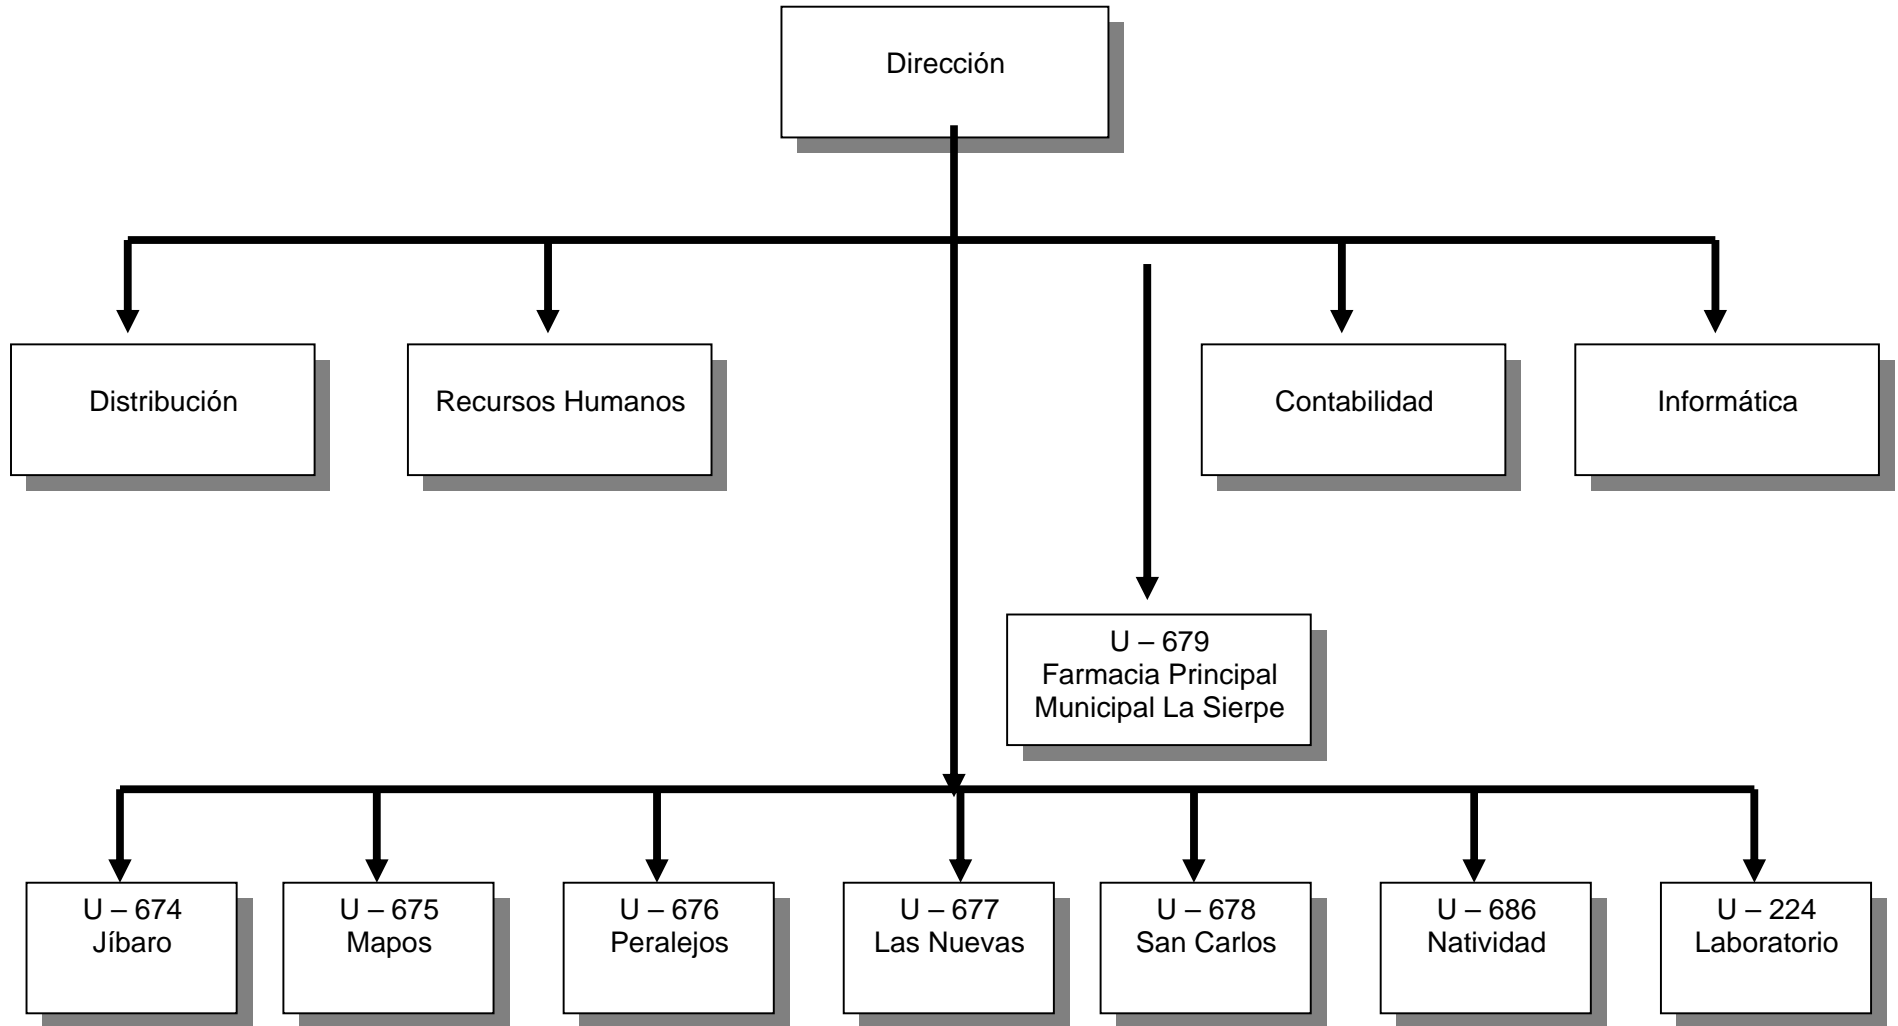 Dirección
Distribución
Recursos Humanos
Contabilidad
Informática
U – 679
Farmacia Principal
Municipal La Sierpe
U – 674
Jíbaro
U – 675
Mapos
U – 676
Peralejos
U – 677
Las Nuevas
U – 678
San Carlos
U – 686
Natividad
U – 224
Laboratorio